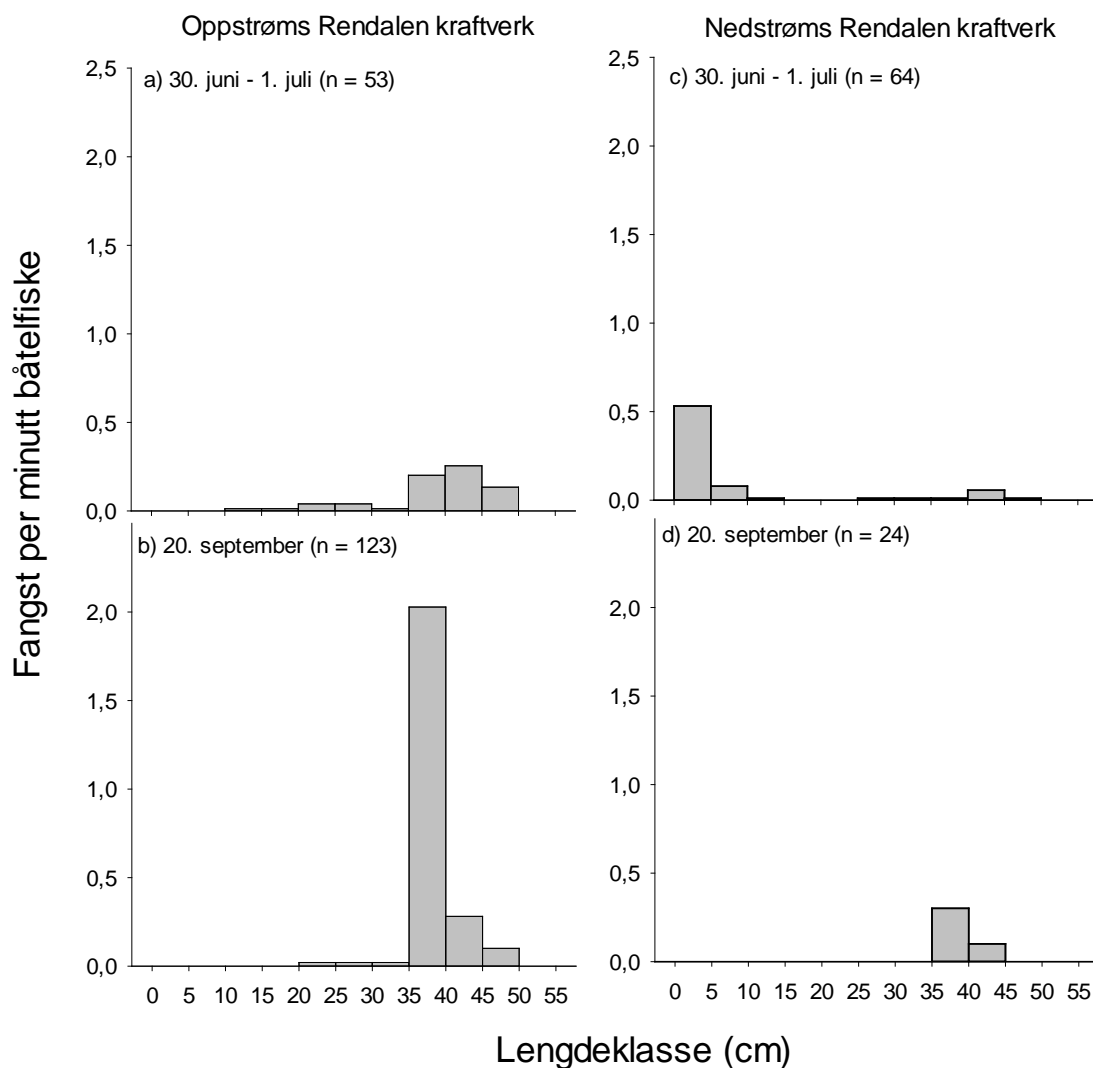 Oppstrøms Rendalen kraftverk
Nedstrøms Rendalen kraftverk
Fangst per minutt båtelfiske
a) 30. juni - 1. juli (n = 53)
2,5
2,0
1,5
1,0
0,5
0,0
c) 30. juni - 1. juli (n = 64)
2,5
2,0
1,5
1,0
0,5
0,0
b) 20. september (n = 123)
2,0
1,5
1,0
0,5
0,0
0 5 10 15 20 25 30 35 40 45 50 55
d) 20. september (n = 24)
2,0
1,5
1,0
0,5
0,0
0 5 10 15 20 25 30 35 40 45 50 55
Lengdeklasse (cm)